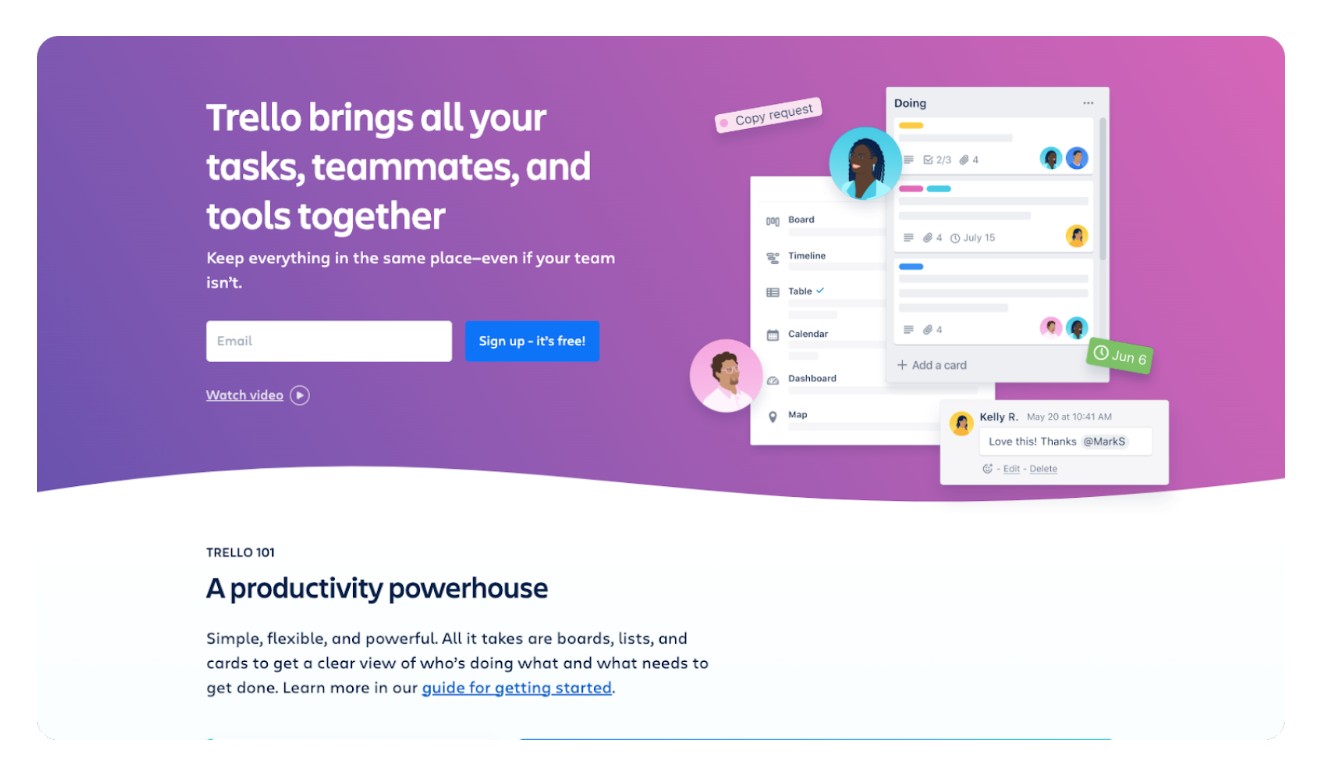 Trello brings all your
tasks, teammates, and
tools together
Keep everything in the same place—even if your team
isn't.
Email
Sign up - it's free!
Watch video
Copy request
Doing
2/3 4
4 July 15
4
+ Add a card
Jun 6
Board
Timeline
Table
Calendar
Dashboard
Map
Kelly R. May 20 at 10:41 AM
Love this! Thanks @MarkS
- Edit - Delete
TRELLO 101
A productivity powerhouse
Simple, flexible, and powerful. All it takes are boards, lists, and
cards to get a clear view of who's doing what and what needs to
get done. Learn more in our guide for getting started.